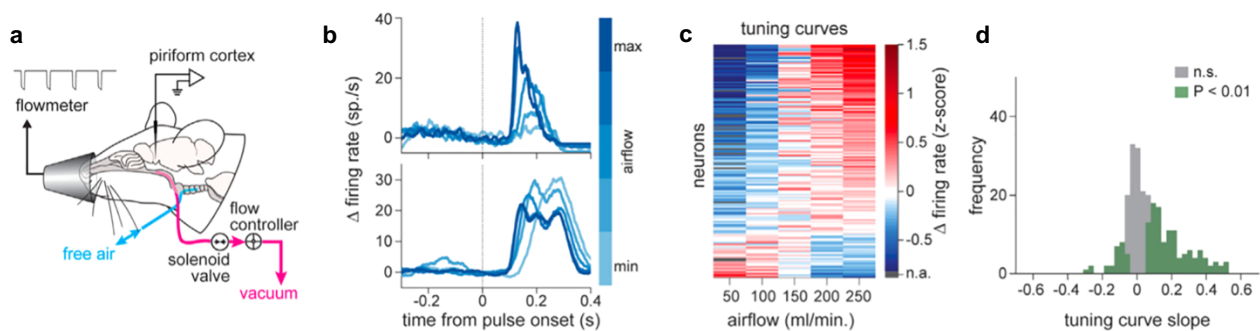 a
piriform cortex
flowmeter
free air
flow
controller
solenoid
valve
vacuum
b
Δ firing rate (sp./s)
40
20
0
30
20
10
0
-0.2
0
0.2
0.4
time from pulse onset (s)
max
airflow
min
c
tuning curves
neurons
50
100
150
200
250
airflow (ml/min.)
1.5
1.0
0.5
0
-0.5
n.a.
Δ firing rate (z-score)
d
n.s.
P < 0.01
frequency
40
20
0
-0.6
-0.4
-0.2
0
0.2
0.4
0.6
tuning curve slope